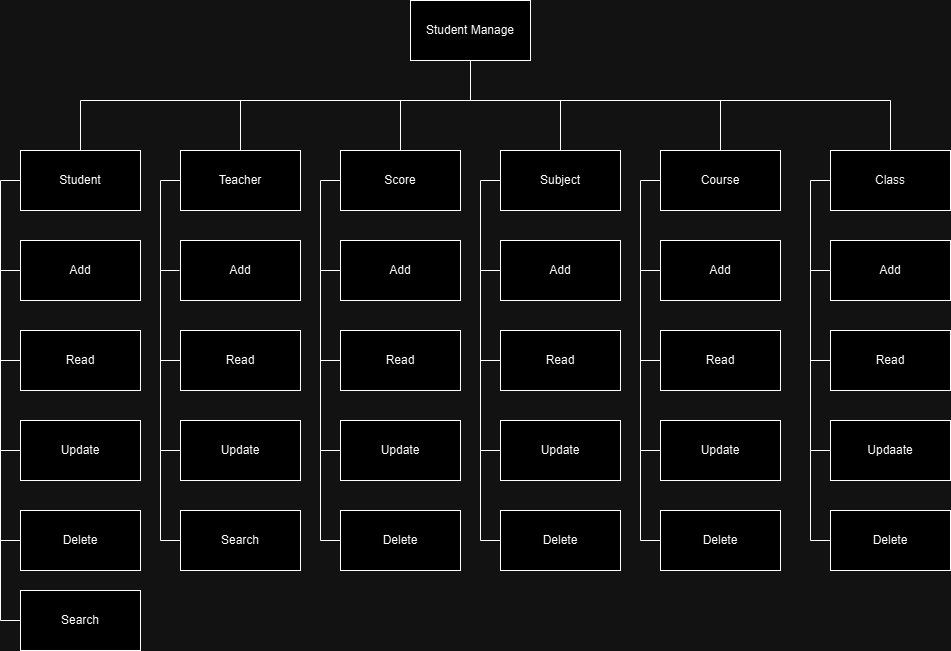 Student Manage
Student
Teacher
Score
Subject
Course
Class
Add
Add
Add
Add
Add
Add
Read
Read
Read
Read
Read
Read
Update
Update
Update
Update
Update
Updaate
Delete
Search
Delete
Delete
Delete
Delete
Search